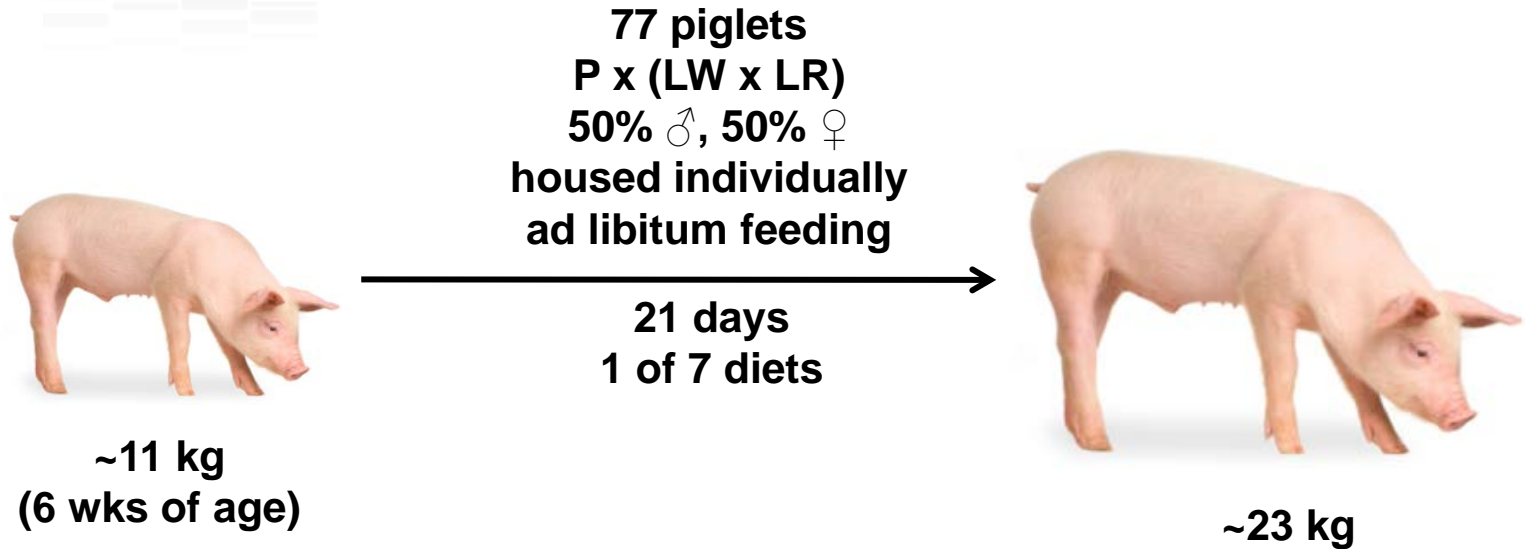 77 piglets
P x (LW x LR)
50% ♂, 50% ♀
housed individually
ad libitum feeding
21 days
1 of 7 diets
~11 kg
(6 wks of age)
~23 kg